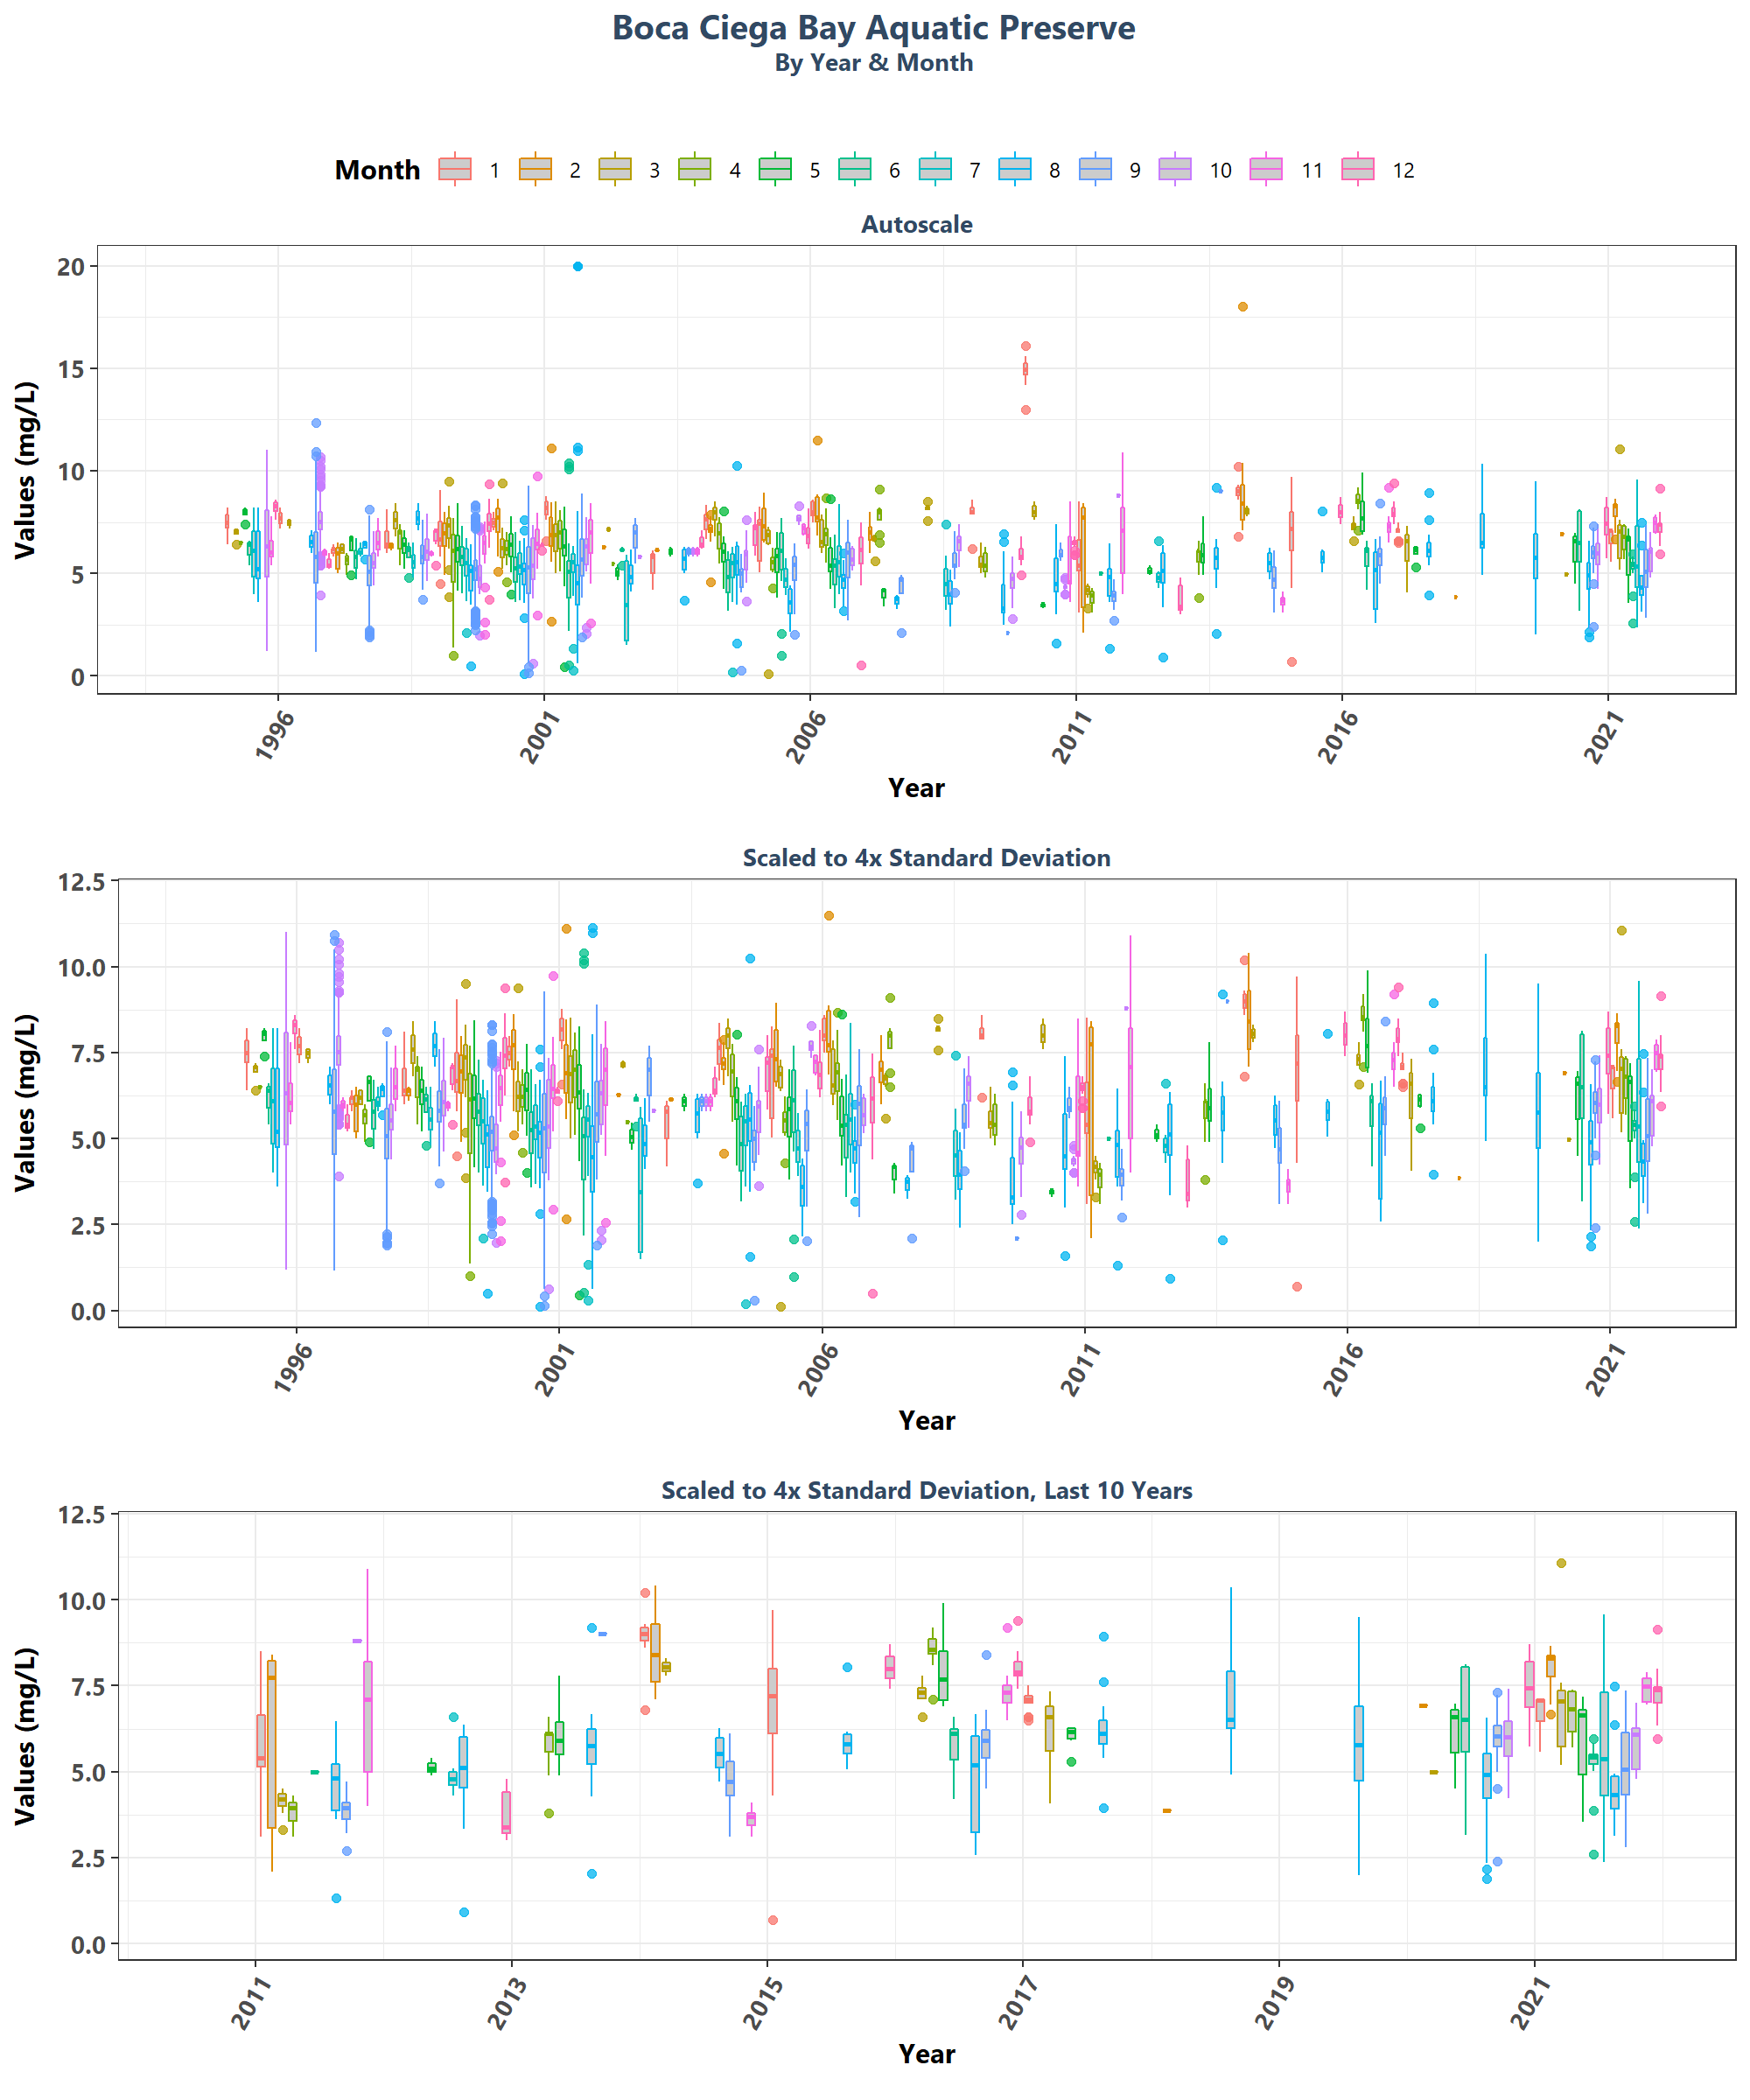 Boca Ciega Bay Aquatic Preserve
By Year & Month
Month 1 2 3 4 5 6 7 8 9 10 11 12
Autoscale
Values (mg/L)
20
15
10
5
0
1996 2001 2006 2011 2016 2021
Year
Scaled to 4x Standard Deviation
Values (mg/L)
12.5
10.0
7.5
5.0
2.5
0.0
1996 2001 2006 2011 2016 2021
Year
Scaled to 4x Standard Deviation, Last 10 Years
Values (mg/L)
12.5
10.0
7.5
5.0
2.5
0.0
2011 2013 2015 2017 2019 2021
Year